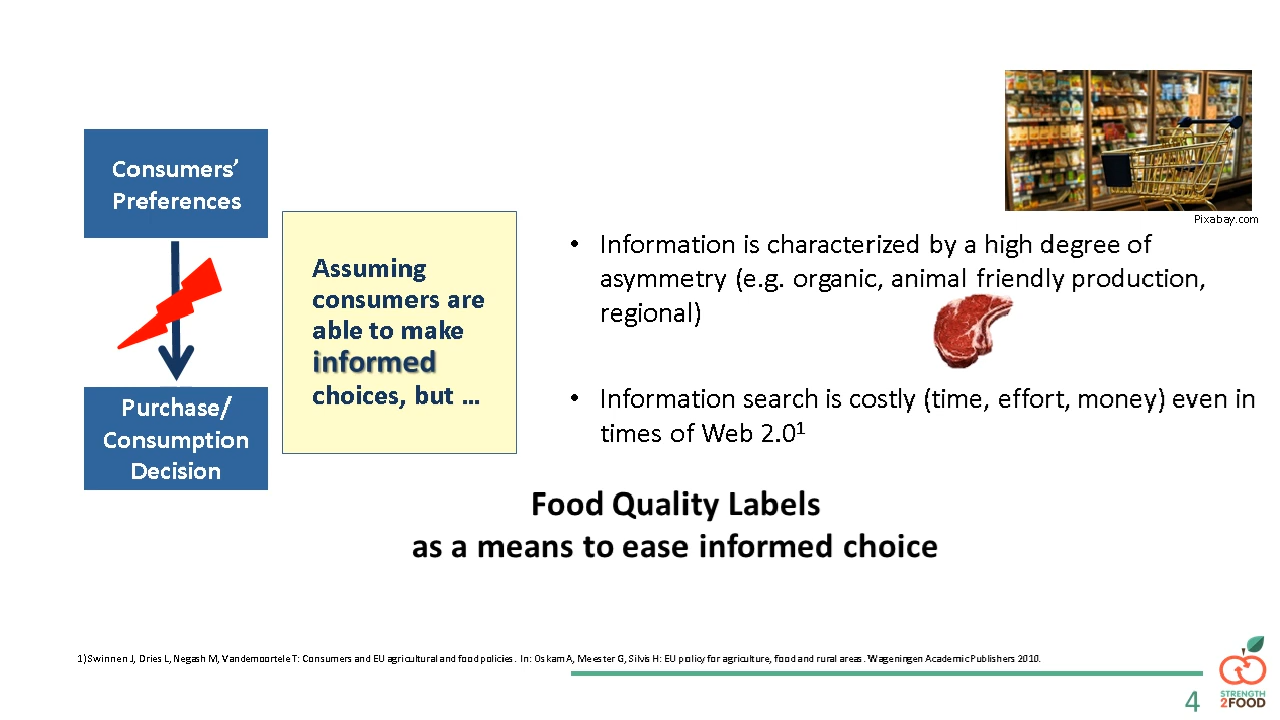 Consumers’
Preferences
Assuming
consumers are
able to make
informed
choices, but …
Purchase/
Consumption
Decision
Pixabay.com
• Information is characterized by a high degree of
asymmetry (e.g. organic, animal friendly production,
regional)
• Information search is costly (time, effort, money) even in
times of Web 2.0¹
Food Quality Labels
as a means to ease informed choice
1) Swinnen J, Dries L, Negash M, Vandemoortele T: Consumers and EU agricultural and food policies. In: Oskam A, Meester G, Silvis H: EU prolicy for agriculture, food and rural areas. Wageningen Academic Publishers 2010.
4
STRENGTH
2FOOD